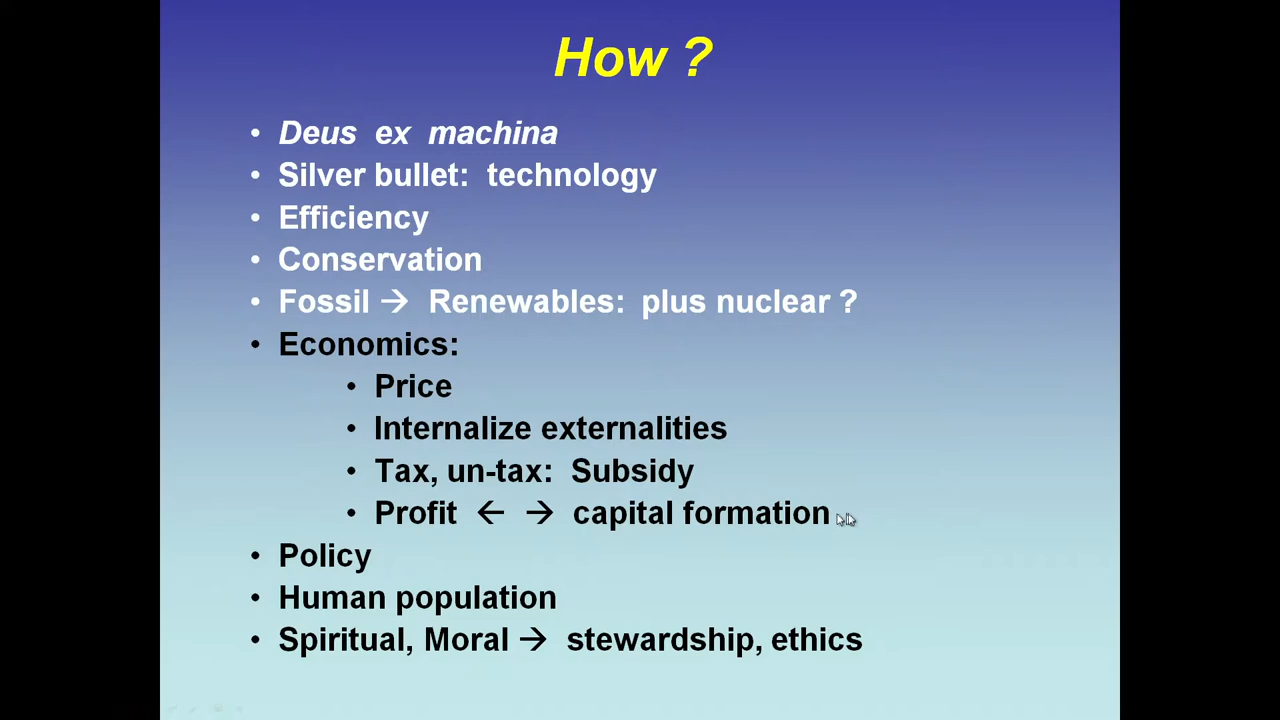 How ?
• Deus ex machina
• Silver bullet: technology
• Efficiency
• Conservation
• Fossil → Renewables: plus nuclear ?
• Economics:
• Price
• Internalize externalities
• Tax, un-tax: Subsidy
• Profit ← → capital formation
• Policy
• Human population
• Spiritual, Moral → stewardship, ethics